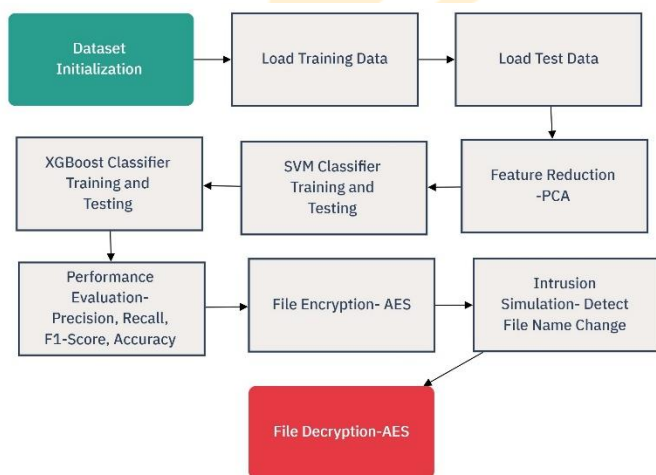 Dataset
Initialization
Load Training Data
Load Test Data
XGBoost Classifier
Training and
Testing
SVM Classifier
Training and
Testing
Feature Reduction
-PCA
Performance
Evaluation-
Precision, Recall,
F1-Score, Accuracy
File Encryption- AES
Intrusion
Simulation- Detect
File Name Change
File Decryption-AES